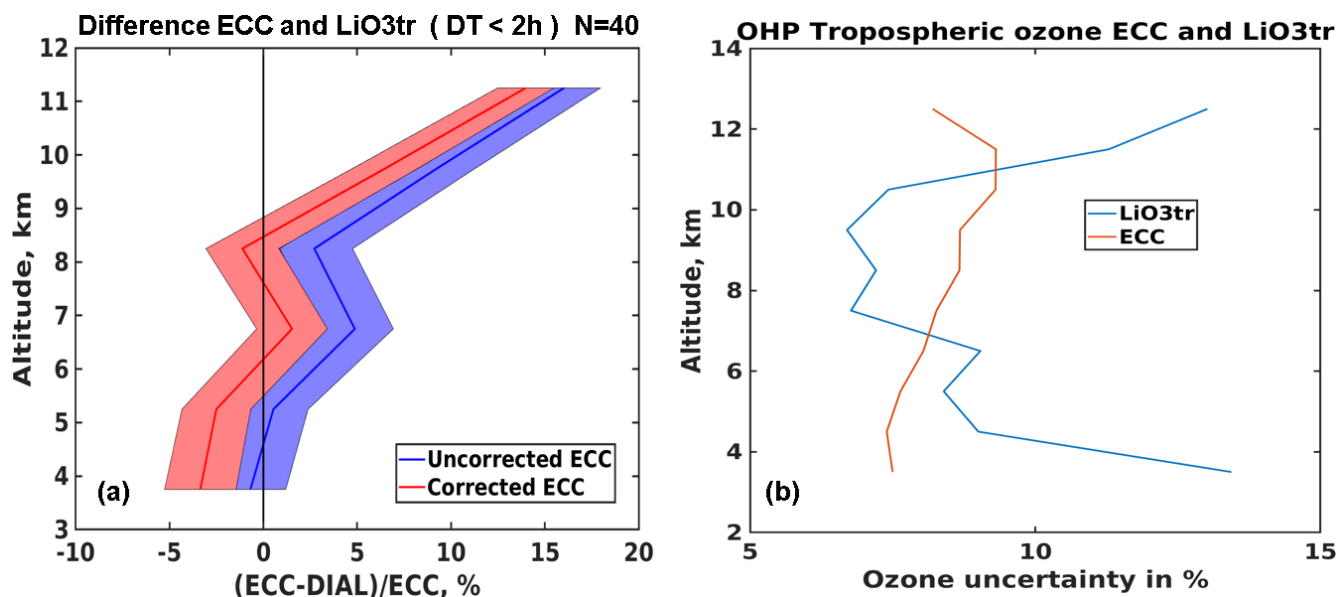 Difference ECC and LiO3tr ( DT < 2h ) N=40
12
11
10
9
8
7
6
5
4
3
Altitude, km
-10 -5 0 5 10 15 20
(ECC-DIAL)/ECC, %
Uncorrected ECC
Corrected ECC
(a)
OHP Tropospheric ozone ECC and LiO3tr
14
12
10
8
6
4
2
Altitude, km
5 10 15
Ozone uncertainty in %
LiO3tr
ECC
(b)